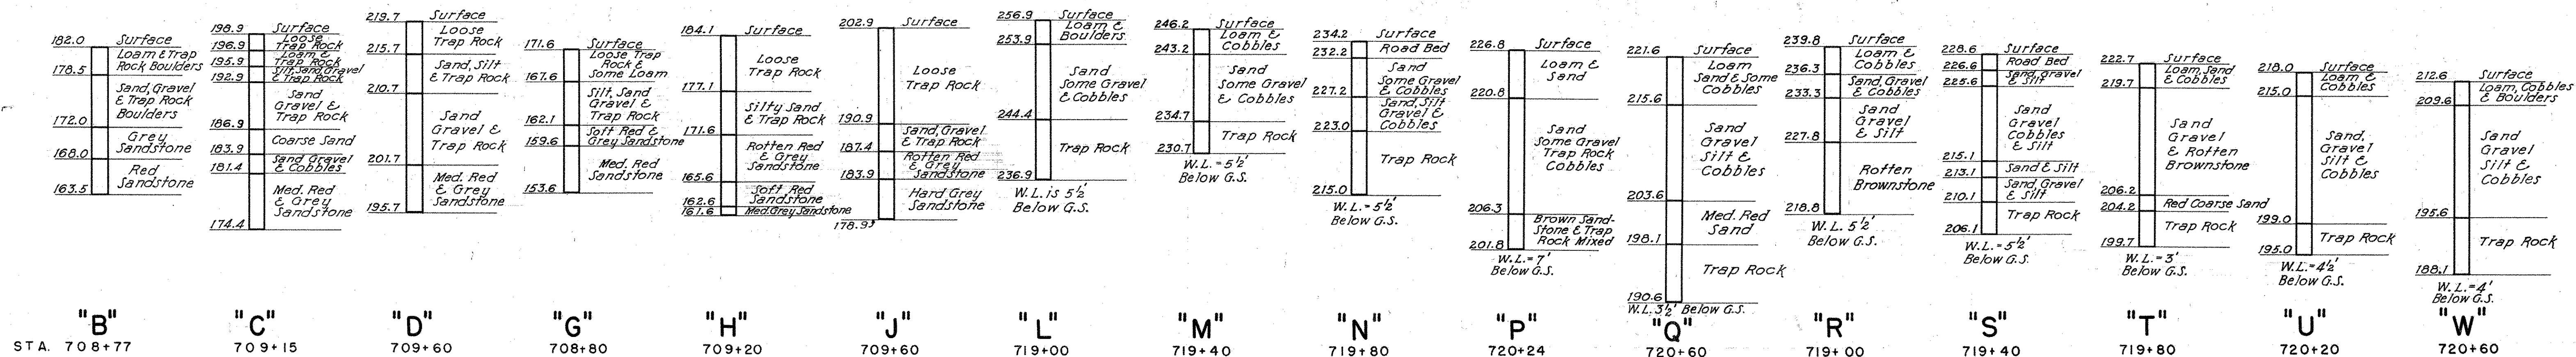 182.0 Surface
Loam & Trap
Rock Boulders
178.5
Sand, Gravel
& Trap Rock
Boulders
172.0
Grey
Sandstone
168.0
Red
Sandstone
163.5
"B"
STA. 708+77
198.9 Surface
Loose
Trap Rock
196.9
Loam &
Trap Rock
195.9
Silt, Sand, Gravel
& Trap Rock
192.9
Sand
Gravel &
Trap Rock
186.9
Coarse Sand
183.9
Sand Gravel
& Cobbles
181.4
Med. Red
& Grey
Sandstone
174.4
"C"
709+15
219.7 Surface
Loose
Trap Rock
215.7
Sand, Silt
& Trap Rock
210.7
Sand
Gravel &
Trap Rock
201.7
Med. Red
& Grey
Sandstone
195.7
"D"
709+60
171.6 Surface
Loose Trap
Rock &
Some Loam
167.6
Silt, Sand
Gravel &
Trap Rock
162.1
Soft Red &
Grey Sandstone
159.6
Med. Red
Sandstone
153.6
"G"
708+80
184.1 Surface
Loose
Trap Rock
177.1
Silty Sand
& Trap Rock
171.6
Rotten Red
& Grey
Sandstone
165.6
Soft Red
Sandstone
162.6
Med. Grey Sandstone
161.6
"H"
709+20
202.9 Surface
Loose
Trap Rock
190.9
Sand, Gravel
& Trap Rock
187.4
Rotten Red
& Grey
Sandstone
183.9
Hard Grey
Sandstone
178.9
"J"
709+60
256.9 Surface
Loam &
Boulders
253.9
Sand
Some Gravel
& Cobbles
244.4
Trap Rock
236.9
W.L. is 5½'
Below G.S.
"L"
719+00
246.2 Surface
Loam &
Cobbles
243.2
Sand
Some Gravel
& Cobbles
234.7
Trap Rock
230.7
W.L. = 5½'
Below G.S.
"M"
719+40
234.2 Surface
Road Bed
232.2
Sand
Some Gravel
& Cobbles
227.2
Sand, Silt
Gravel &
Cobbles
223.0
Trap Rock
215.0
W.L. = 5½'
Below G.S.
"N"
719+80
226.8 Surface
Loam &
Sand
220.8
Sand
Some Gravel
Trap Rock
Cobbles
206.3
Brown Sand-
Stone & Trap
Rock Mixed
201.8
W.L. = 7'
Below G.S.
"P"
720+24
221.6 Surface
Loam
Sand & Some
Cobbles
215.6
Sand
Gravel
Silt &
Cobbles
203.6
Med. Red
Sand
198.1
Trap Rock
190.6
W.L. 3½' Below G.S.
"Q"
720+60
239.8 Surface
Loam &
Cobbles
236.3
Sand, Gravel
& Cobbles
233.3
Sand
Gravel
& Silt
227.8
Rotten
Brownstone
218.8
W.L. 5½'
Below G.S.
"R"
719+00
228.6 Surface
Road Bed
226.6
Sand, Gravel
& Silt
225.6
Sand
Gravel
Cobbles
& Silt
215.1
Sand & Silt
213.1
Sand, Gravel
& Silt
210.1
Trap Rock
206.1
W.L. = 5½'
Below G.S.
"S"
719+40
222.7 Surface
Loam, Sand
& Cobbles
219.7
Sand
Gravel
& Rotten
Brownstone
206.2
Red Coarse Sand
204.2
Trap Rock
199.7
W.L. = 3'
Below G.S.
"T"
719+80
218.0 Surface
Loam &
Cobbles
215.0
Sand,
Gravel
Silt &
Cobbles
199.0
Trap Rock
195.0
W.L. = 4½'
Below G.S.
"U"
720+20
212.6 Surface
Loam, Cobbles
& Boulders
209.6
Sand
Gravel
Silt &
Cobbles
195.6
Trap Rock
188.1
W.L. = 4'
Below G.S.
"W"
720+60